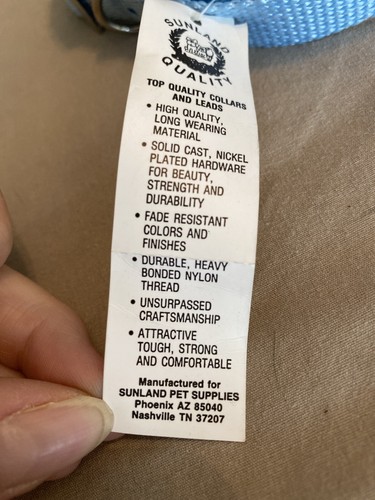 SUNLAND
QUALITY
TOP QUALITY COLLARS
AND LEADS
• HIGH QUALITY,
LONG WEARING
MATERIAL
• SOLID CAST, NICKEL
PLATED HARDWARE
FOR BEAUTY,
STRENGTH AND
DURABILITY
• FADE RESISTANT
COLORS AND
FINISHES
• DURABLE, HEAVY
BONDED NYLON
THREAD
• UNSURPASSED
CRAFTSMANSHIP
• ATTRACTIVE
TOUGH, STRONG
AND COMFORTABLE
Manufactured for
SUNLAND PET SUPPLIES
Phoenix AZ 85040
Nashville TN 37207